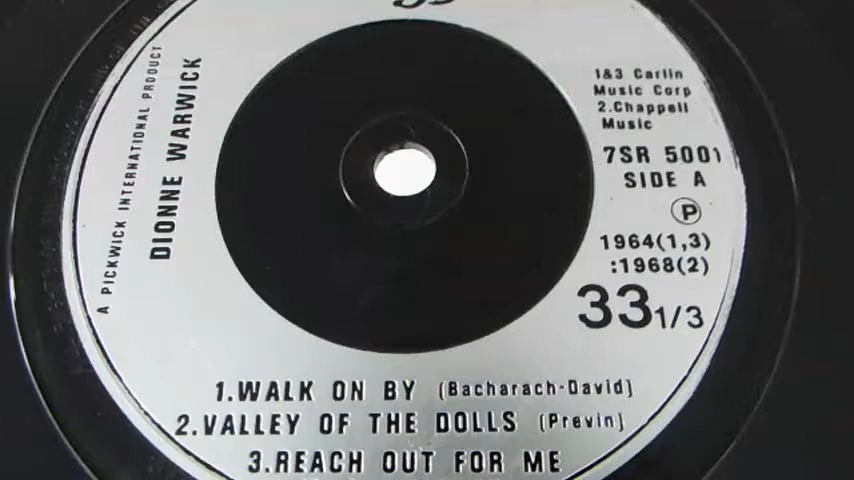 A PICKWICK INTERNATIONAL PRODUCT
DIONNE WARWICK
1&3 Carlin
Music Corp
2.Chappell
Music
7SR 5001
SIDE A
P
1964(1,3)
:1968(2)
33 1/3
1.WALK ON BY (Bacharach-David)
2.VALLEY OF THE DOLLS (Previn)
3.REACH OUT FOR ME